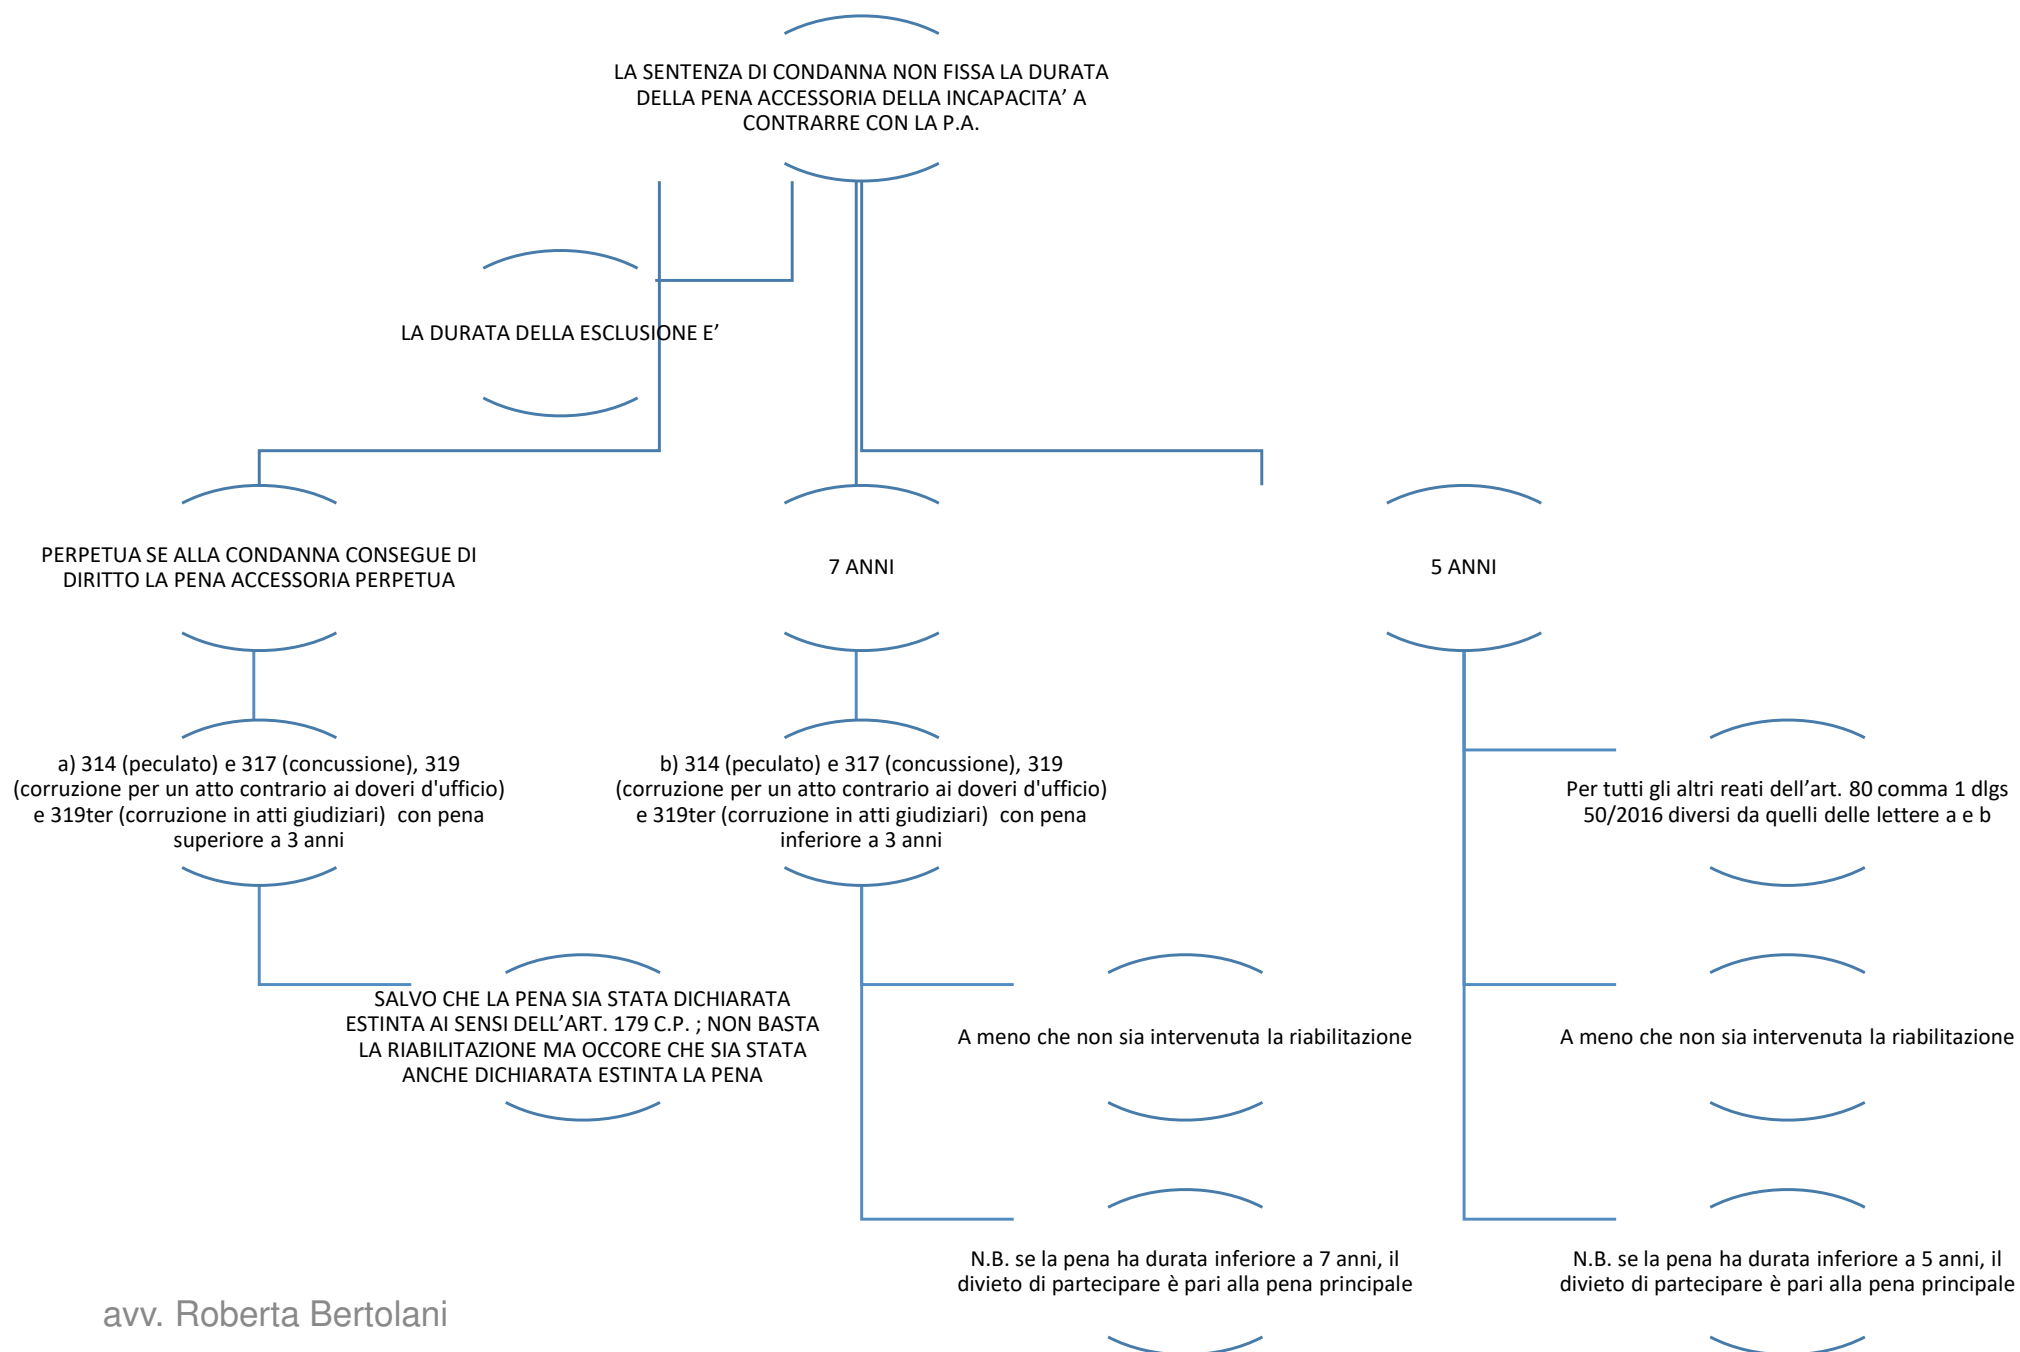 LA SENTENZA DI CONDANNA NON FISSA LA DURATA
DELLA PENA ACCESSORIA DELLA INCAPACITA’ A
CONTRARRE CON LA P.A.
LA DURATA DELLA ESCLUSIONE E’
PERPETUA SE ALLA CONDANNA CONSEGUE DI
DIRITTO LA PENA ACCESSORIA PERPETUA
7 ANNI
5 ANNI
a) 314 (peculato) e 317 (concussione), 319
(corruzione per un atto contrario ai doveri d'ufficio)
e 319ter (corruzione in atti giudiziari)  con pena
superiore a 3 anni
b) 314 (peculato) e 317 (concussione), 319
(corruzione per un atto contrario ai doveri d'ufficio)
e 319ter (corruzione in atti giudiziari)  con pena
inferiore a 3 anni
Per tutti gli altri reati dell’art. 80 comma 1 dlgs
50/2016 diversi da quelli delle lettere a e b
SALVO CHE LA PENA SIA STATA DICHIARATA
ESTINTA AI SENSI DELL’ART. 179 C.P. ; NON BASTA
LA RIABILITAZIONE MA OCCORE CHE SIA STATA
ANCHE DICHIARATA ESTINTA LA PENA
A meno che non sia intervenuta la riabilitazione
A meno che non sia intervenuta la riabilitazione
N.B. se la pena ha durata inferiore a 7 anni, il
divieto di partecipare è pari alla pena principale
N.B. se la pena ha durata inferiore a 5 anni, il
divieto di partecipare è pari alla pena principale
avv. Roberta Bertolani